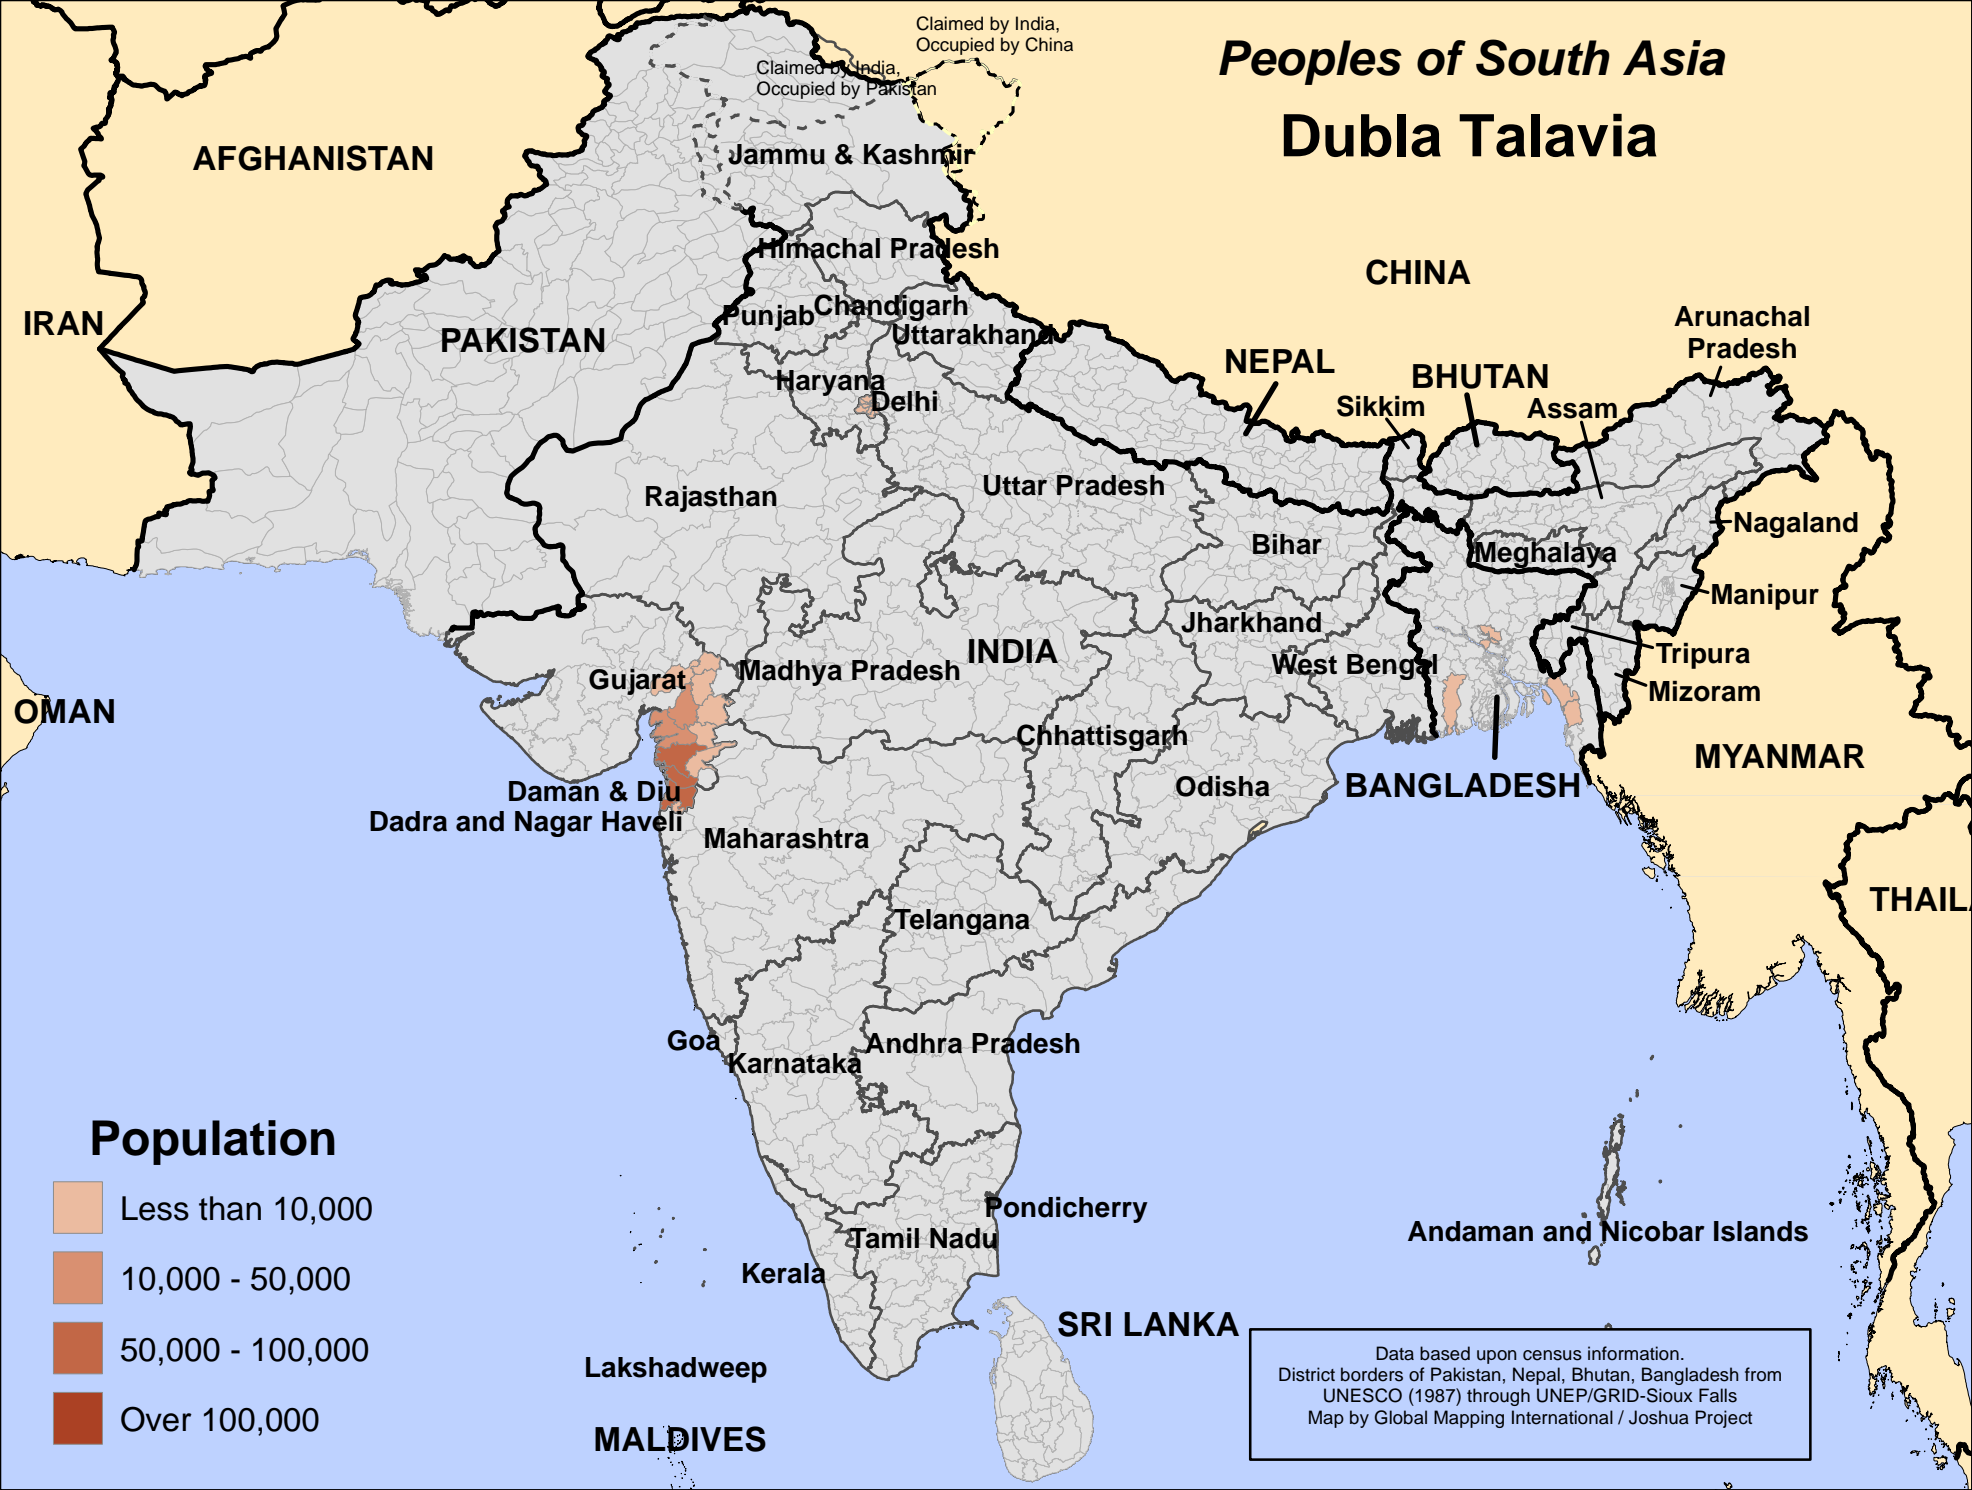 Claimed by India,
Occupied by China
Peoples of South Asia
Dubla Talavia
Claimed by India,
Occupied by Pakistan
AFGHANISTAN
Jammu & Kashmir
Himachal Pradesh
CHINA
IRAN
PAKISTAN
Punjab
Chandigarh
Uttarakhand
Arunachal
Pradesh
NEPAL
BHUTAN
Haryana
Delhi
Sikkim
Assam
Rajasthan
Uttar Pradesh
Nagaland
Bihar
Meghalaya
Manipur
Jharkhand
INDIA
Tripura
West Bengal
Gujarat
Madhya Pradesh
Mizoram
OMAN
Chhattisgarh
MYANMAR
Odisha
BANGLADESH
Daman & Diu
Dadra and Nagar Haveli
Maharashtra
THAIL
Telangana
Goa
Karnataka
Andhra Pradesh
Population
Less than 10,000
10,000 - 50,000
50,000 - 100,000
Over 100,000
Pondicherry
Tamil Nadu
Andaman and Nicobar Islands
Kerala
SRI LANKA
Lakshadweep
MALDIVES
Data based upon census information.
District borders of Pakistan, Nepal, Bhutan, Bangladesh from
UNESCO (1987) through UNEP/GRID-Sioux Falls
Map by Global Mapping International / Joshua Project